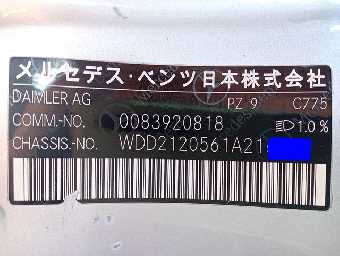 メルセデス・ベンツ日本株式会社
DAIMLER AG PZ 9 C775
COMM.-NO. 0083920818 1.0%
CHASSIS.-NO. WDD2120561A21